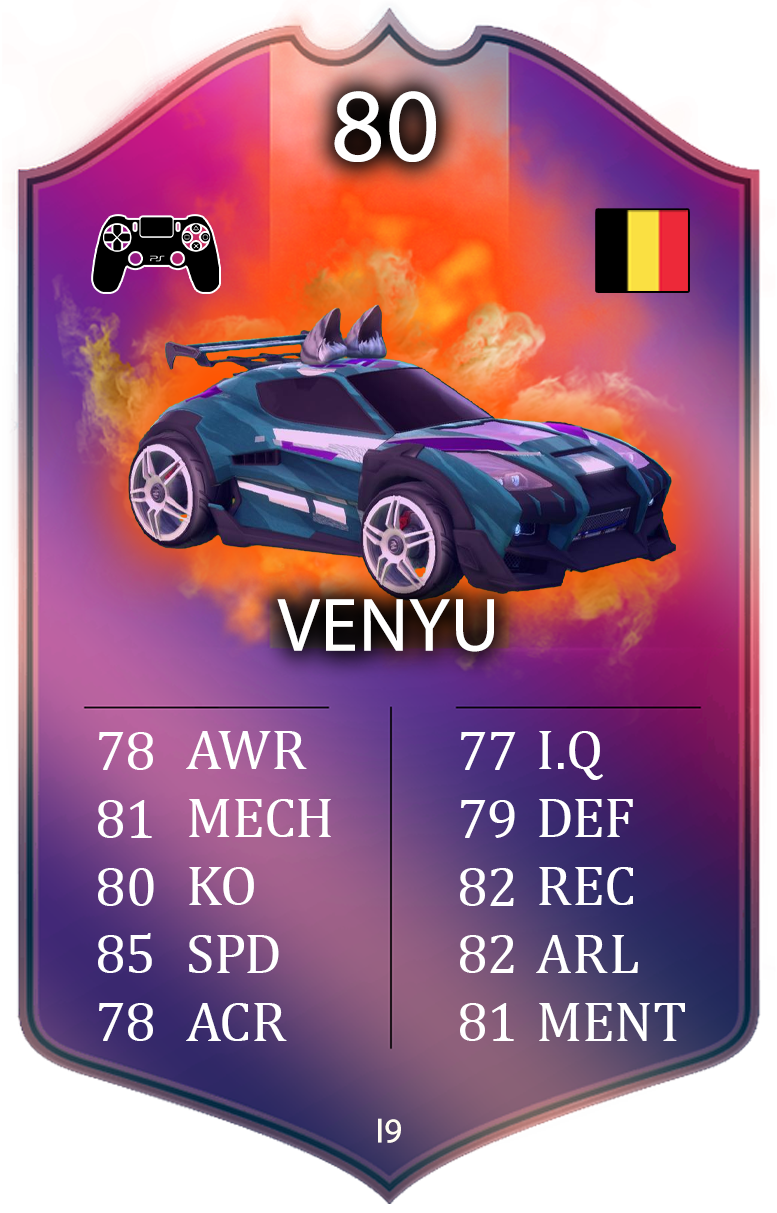 80
VENYU
78 AWR
81 MECH
80 KO
85 SPD
78 ACR
77 I.Q
79 DEF
82 REC
82 ARL
81 MENT
I9